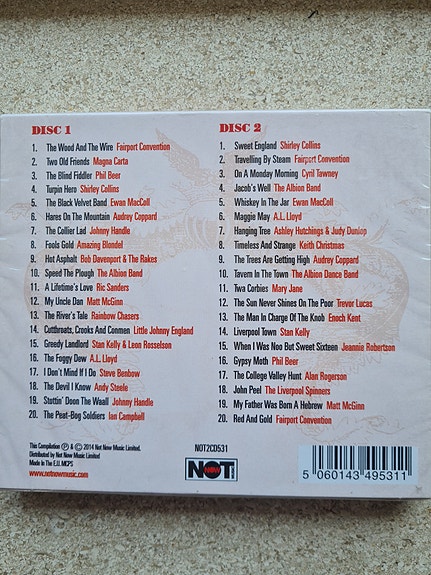 DISC 1
1. The Wood And The Wire Fairport Convention
2. Two Old Friends Magna Carta
3. The Blind Fiddler Phil Beer
4. Turpin Hero Shirley Collins
5. The Black Velvet Band Ewan MacColl
6. Hares On The Mountain Audrey Coppard
7. The Collier Lad Johnny Handle
8. Fools Gold Amazing Blondel
9. Hot Asphalt Bob Davenport & The Rakes
10. Speed The Plough The Albion Band
11. A Lifetime's Love Ric Sanders
12. My Uncle Dan Matt McGinn
13. The River's Tale Rainbow Chasers
14. Cutthroats, Crooks And Conmen Little Johnny England
15. Greedy Landlord Stan Kelly & Leon Rosselson
16. The Foggy Dew A.L. Lloyd
17. I Don't Mind If I Do Steve Benbow
18. The Devil I Know Andy Steele
19. Stottin' Doon The Waall Johnny Handle
20. The Peat-Bog Soldiers Ian Campbell
DISC 2
1. Sweet England Shirley Collins
2. Travelling By Steam Fairport Convention
3. On A Monday Morning Cyril Tawney
4. Jacob's Well The Albion Band
5. Whiskey In The Jar Ewan MacColl
6. Maggie May A.L. Lloyd
7. Hanging Tree Ashley Hutchings & Judy Dunlop
8. Timeless and Strange Keith Christmas
9. The Trees Are Getting High Audrey Coppard
10. Tavern In The Town The Albion Dance Band
11. Twa Corbies Mary Jane
12. The Sun Never Shines On The Poor Trevor Lucas
13. The Man In Charge Of The Knob Enoch Kent
14. Liverpool Town Stan Kelly
15. When I Was Noo But Sweet Sixteen Jeannie Robertson
16. Gypsy Moth Phil Beer
17. The College Valley Hunt Alan Rogerson
18. John Peel The Liverpool Spinners
19. My Father Was Born A Hebrew Matt McGinn
20. Red And Gold Fairport Convention
This Compilation ℗ & © 2014 Not Now Music Limited.
Distributed by Not Now Music Limited
Made In The E.U. MCPS
www.notnowmusic.com
NOT2CD531
NOT NOW
5 060143 495311